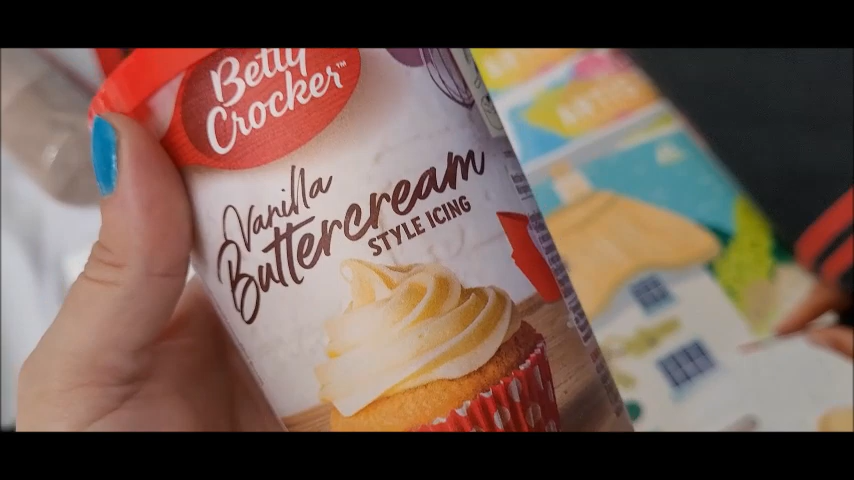 Betty
Crocker™
Vanilla
Buttercream
STYLE ICING